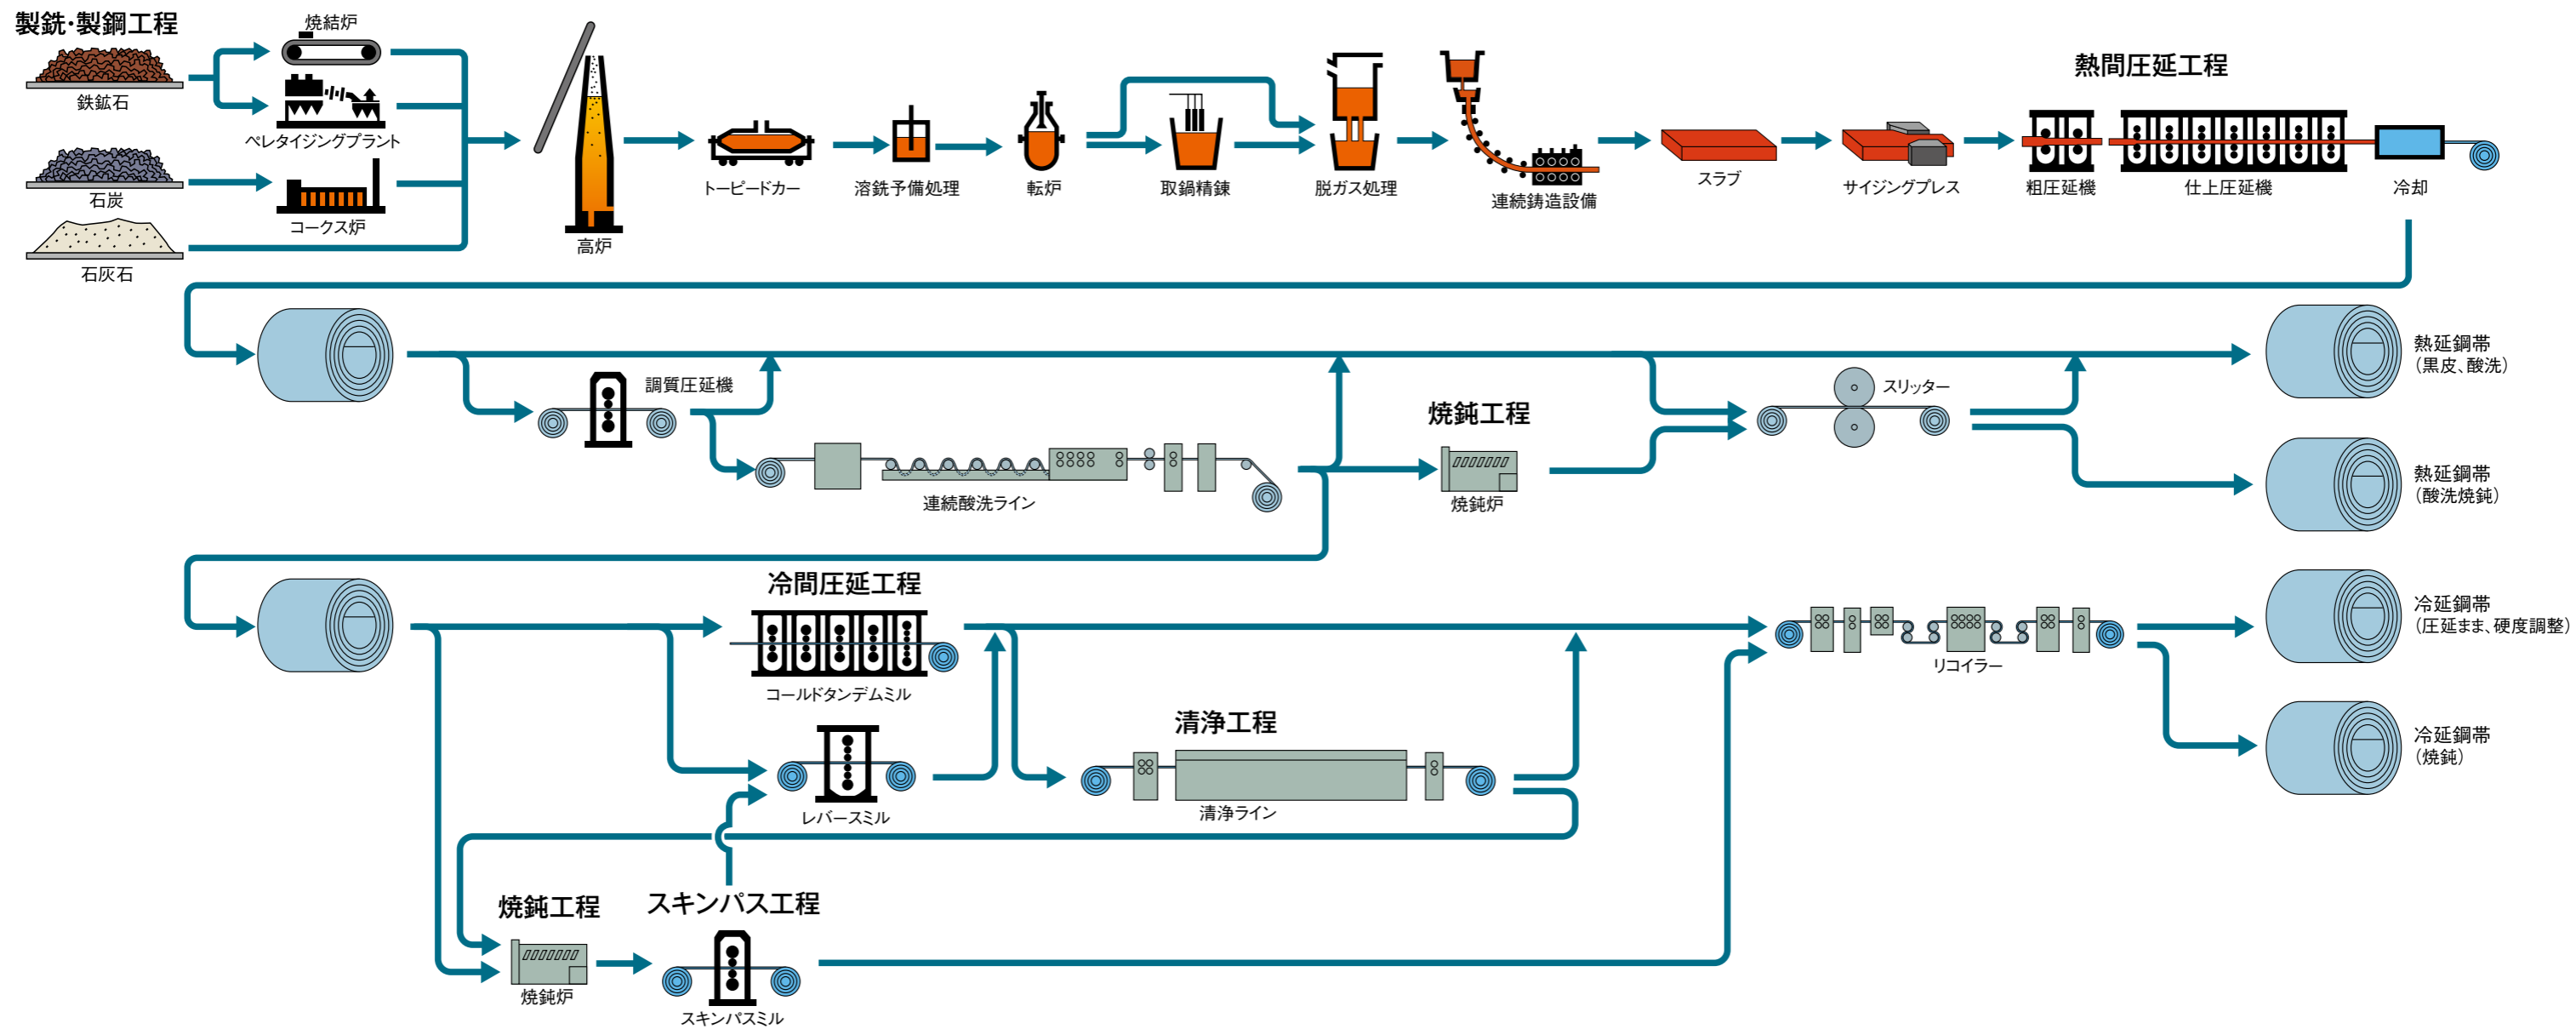 製銑・製鋼工程
焼結炉
鉄鉱石
ペレタイジングプラント
石炭
コークス炉
石灰石
高炉
トーピードカー
溶銑予備処理
転炉
取鍋精錬
脱ガス処理
連続鋳造設備
スラブ
サイジングプレス
熱間圧延工程
粗圧延機
仕上圧延機
冷却
調質圧延機
連続酸洗ライン
焼鈍工程
焼鈍炉
スリッター
熱延鋼帯
（黒皮、酸洗）
熱延鋼帯
（酸洗焼鈍）
冷間圧延工程
コールドタンデムミル
レバースミル
清浄工程
清浄ライン
リコイラー
冷延鋼帯
（圧延まま、硬度調整）
冷延鋼帯
（焼鈍）
焼鈍工程
焼鈍炉
スキンパス工程
スキンパスミル